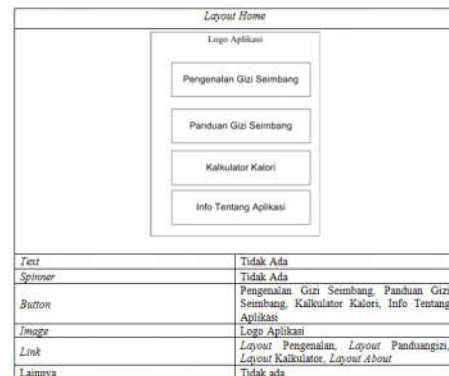 Layout Home
Logo Aplikasi
Pengenalan Gizi Seimbang
Panduan Gizi Seimbang
Kalkulator Kalori
Info Tentang Aplikasi
Text Tidak Ada
Spinner Tidak Ada
Button Pengenalan Gizi Seimbang, Panduan Gizi
Seimbang, Kalkulator Kalori, Info Tentang
Aplikasi
Image Logo Aplikasi
Link Layout Pengenalan, Layout Panduangizi,
Layout Kalkulator, Layout About
Lainnya Tidak ada